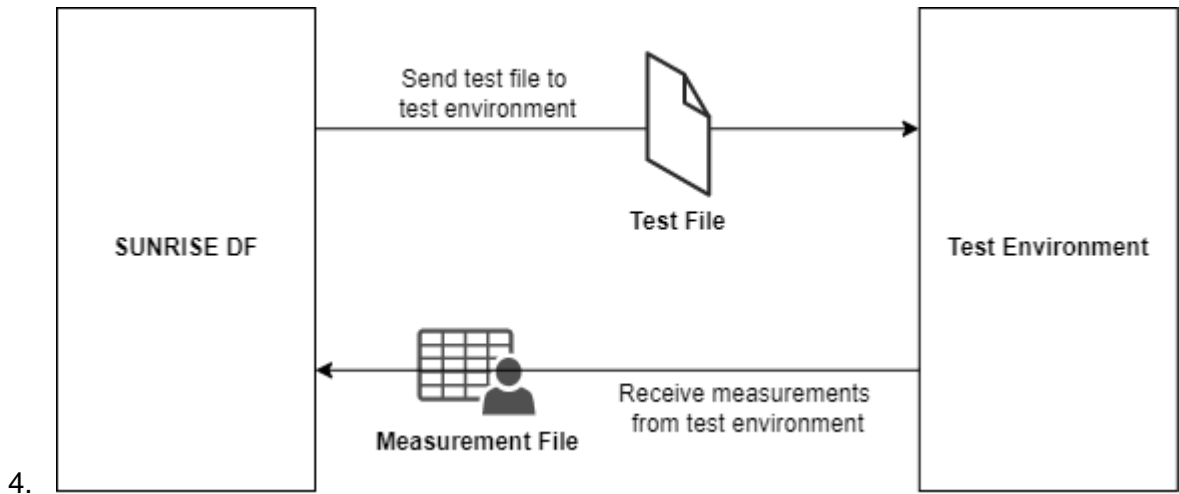 Send test file to
test environment
Test File
SUNRISE DF
Test Environment
Receive measurements
from test environment
Measurement File
4.